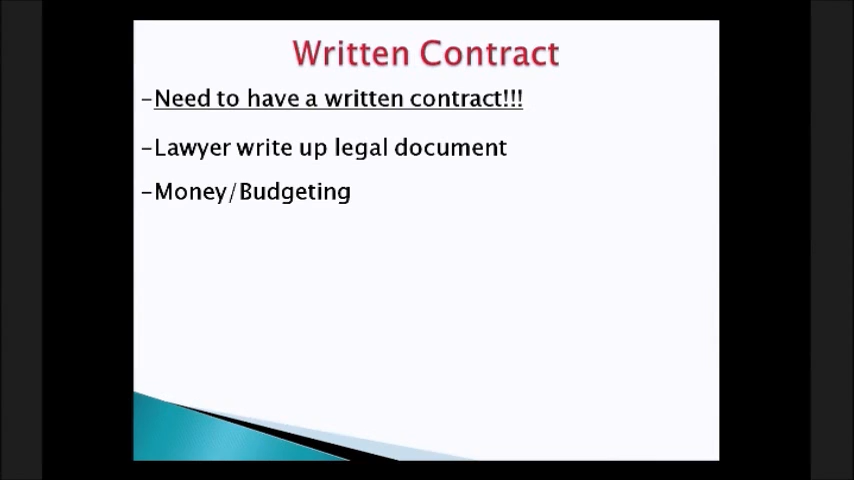 Written Contract
-Need to have a written contract!!!
-Lawyer write up legal document
-Money/Budgeting